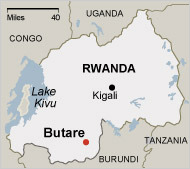 Miles 40
UGANDA
CONGO
RWANDA
Kigali
Lake
Kivu
Butare
TANZANIA
BURUNDI